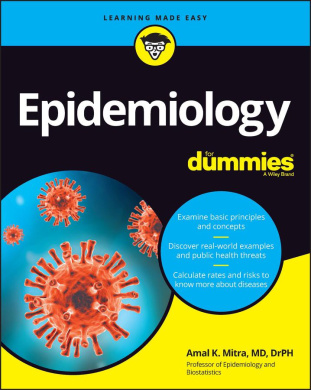 LEARNING MADE EASY
Epidemiology
for
dummies®
A Wiley Brand
Examine basic principles
and concepts
Discover real-world examples
and public health threats
Calculate rates and risks to
know more about diseases
Amal K. Mitra, MD, DrPH
Professor of Epidemiology and
Biostatistics